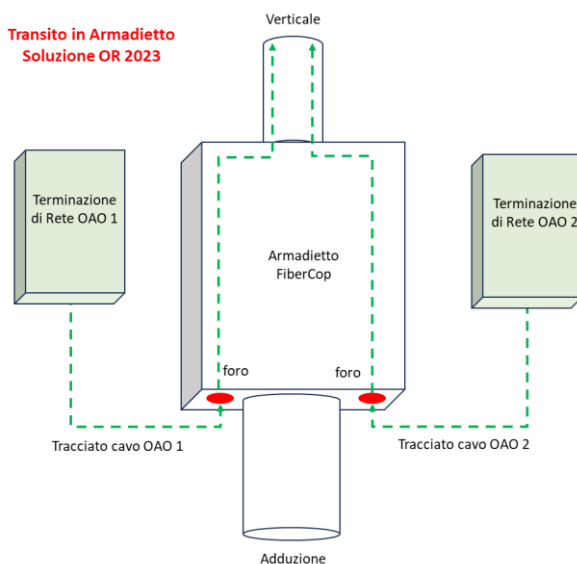 Verticale
Transito in Armadietto
Soluzione OR 2023
Terminazione
di Rete OAO 1
Terminazione
di Rete OAO 2
Armadietto
FiberCop
foro
foro
Tracciato cavo OAO 1
Tracciato cavo OAO 2
Adduzione